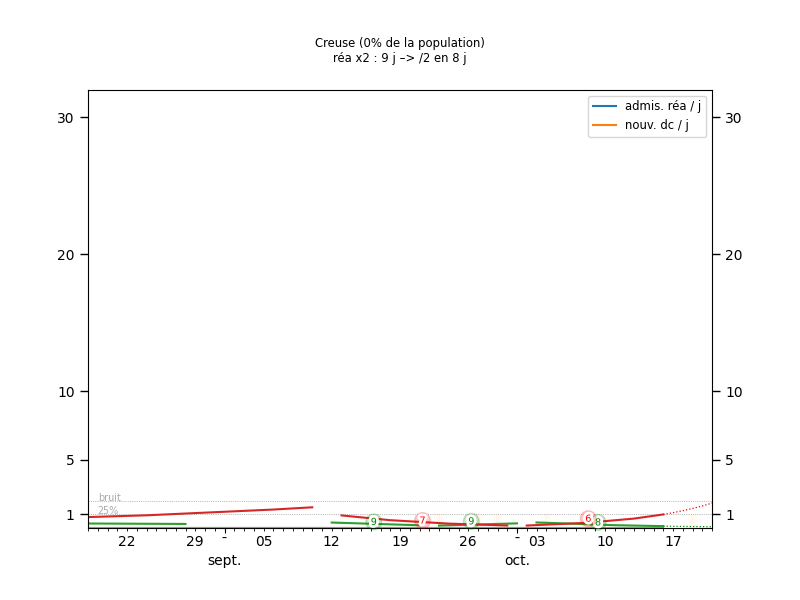 Creuse (0% de la population)
réa x2 : 9 j –> /2 en 8 j
admis. réa / j
nouv. dc / j
30 30
20 20
10 10
5 5
bruit
25%
1 1
9 7 9 6 8
22 29 - 05 12 19 26 - 03 10 17
sept. oct.